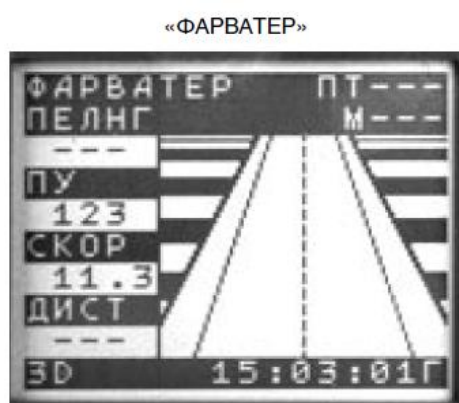 «ФАРВАТЕР»
ФАРВАТЕР ПТ---
ПЕЛНГ М---
---
ПУ
123
СКОР
11.3
ДИСТ
---
3D 15:03:01Г